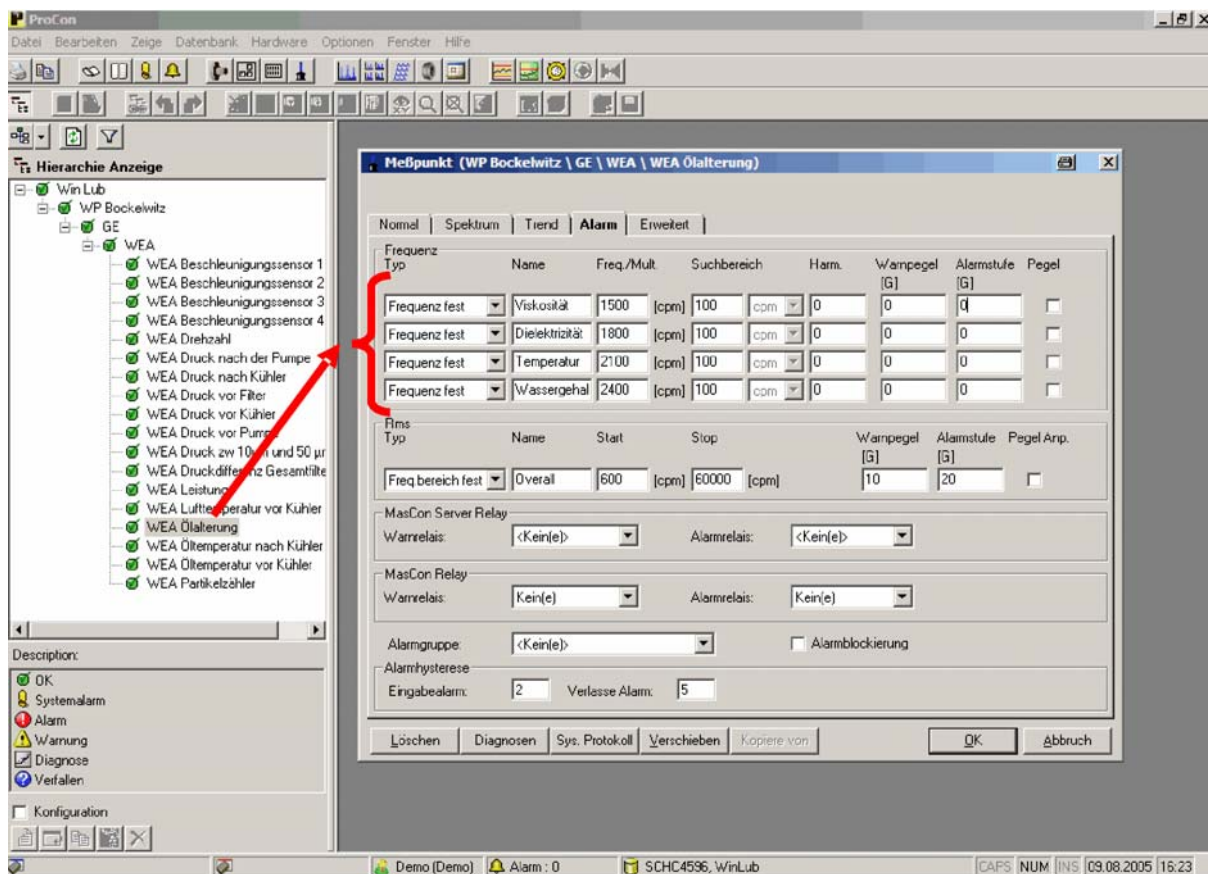 ProCon
Datei Bearbeiten Zeige Datenbank Hardware Optionen Fenster Hilfe
Hierarchie Anzeige
Win Lub
WP Bockelwitz
GE
WEA
WEA Beschleunigungssensor 1
WEA Beschleunigungssensor 2
WEA Beschleunigungssensor 3
WEA Beschleunigungssensor 4
WEA Drehzahl
WEA Druck nach der Pumpe
WEA Druck nach Kühler
WEA Druck vor Filter
WEA Druck vor Kühler
WEA Druck vor Pumpe
WEA Druck zw 10µm und 50 µr
WEA Druckdifferenz Gesamtfilte
WEA Leistung
WEA Lufttemperatur vor Kühler
WEA Ölalterung
WEA Öltemperatur nach Kühler
WEA Öltemperatur vor Kühler
WEA Partikelzähler
Description:
OK
Systemalarm
Alarm
Warnung
Diagnose
Verfallen
Konfiguration
Meßpunkt (WP Bockelwitz \ GE \ WEA \ WEA Ölalterung)
Normal Spektrum Trend Alarm Erweitert
Frequenz
Typ Name Freq./Mult. Suchbereich Harm. Warnpegel [G] Alarmstufe [G] Pegel
Frequenz fest Viskosität 1500 [cpm] 100 cpm 0 0 0
Frequenz fest Dielektrizität 1800 [cpm] 100 cpm 0 0 0
Frequenz fest Temperatur 2100 [cpm] 100 cpm 0 0 0
Frequenz fest Wassergehal 2400 [cpm] 100 cpm 0 0 0
Rms
Typ Name Start Stop Warnpegel [G] Alarmstufe [G] Pegel Anp.
Freq.bereich fest Overall 600 [cpm] 60000 [cpm] 10 20
MasCon Server Relay
Warnrelais: <Kein(e)> Alarmrelais: <Kein(e)>
MasCon Relay
Warnrelais: Kein(e) Alarmrelais: Kein(e)
Alarmgruppe: <Kein(e)> Alarmblockierung
Alarmhysterese
Eingabealarm: 2 Verlasse Alarm: 5
Löschen Diagnosen Sys. Protokoll Verschieben Kopiere von OK Abbruch
Demo (Demo) Alarm : 0 SCHC4596, WinLub CAPS NUM INS 09.08.2005 16:23